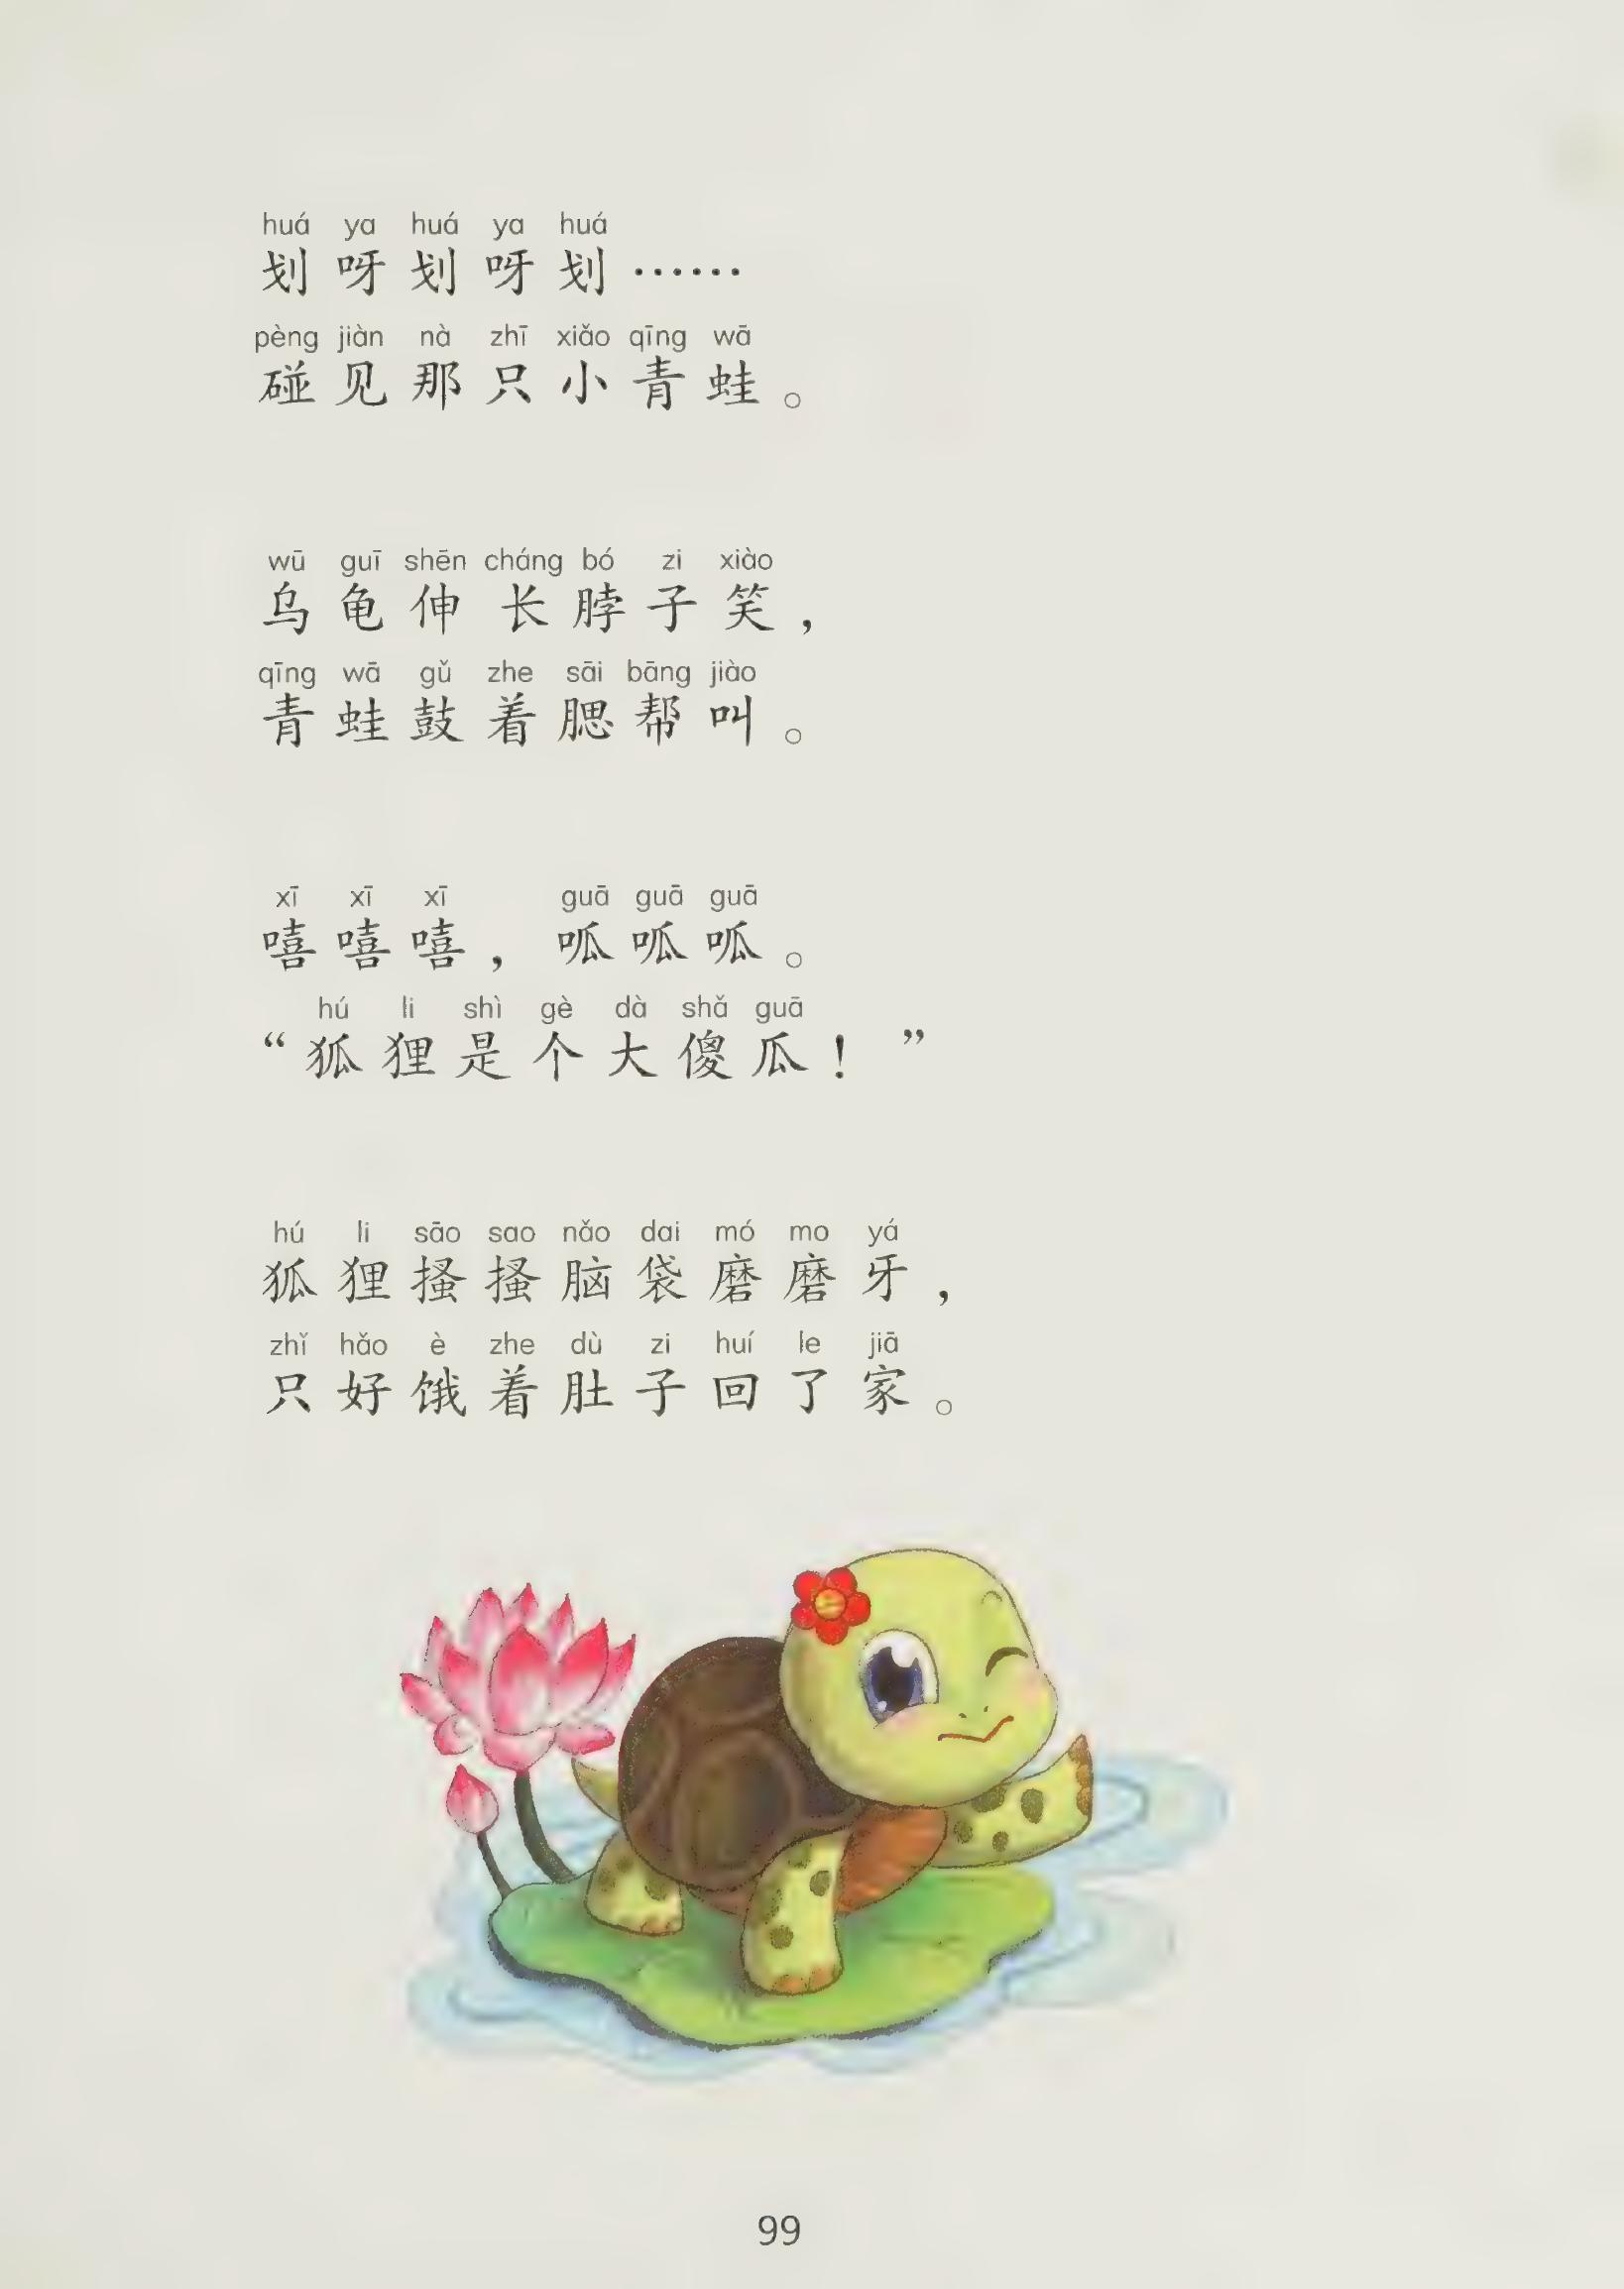 huá ya huá ya huá
划呀划呀划……
pèng jiàn nà zhī xiǎo qīng wā
碰见那只小青蛙。
wū guī shēn cháng bó zi xiào
乌龟伸长脖子笑，
qīng wā gǔ zhe sāi bāng jiào
青蛙鼓着腮帮叫。
xī xī xī guā guā guā
嘻嘻嘻，呱呱呱。
hú li shì gè dà shǎ guā
“狐狸是个大傻瓜！”
hú li sāo sao nǎo dai mó mo yá
狐狸搔搔脑袋磨磨牙，
zhǐ hǎo è zhe dù zi huí le jiā
只好饿着肚子回了家。
99